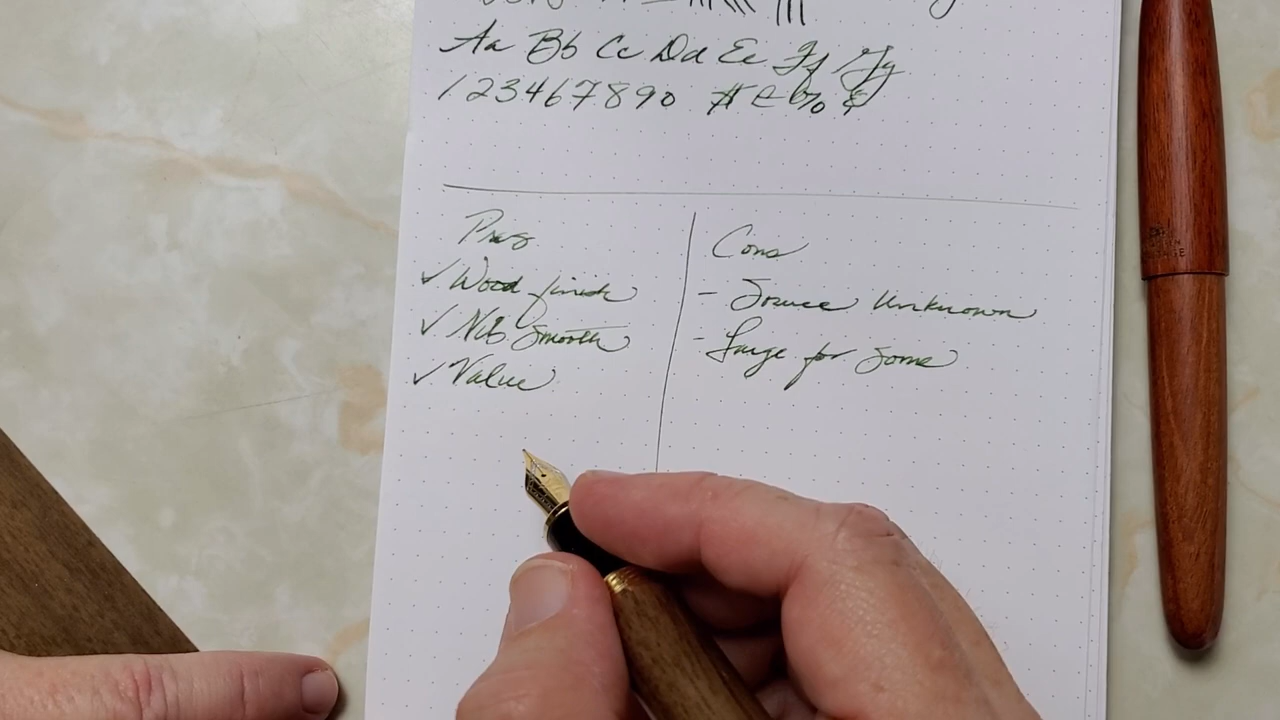 Aa Bb Cc Dd Ee Ff Gg
123467890 # € % &
Pros
Cons
✓ Wood finish
- Source Unknown
✓ Nib Smooth
- Large for Some
✓ Value